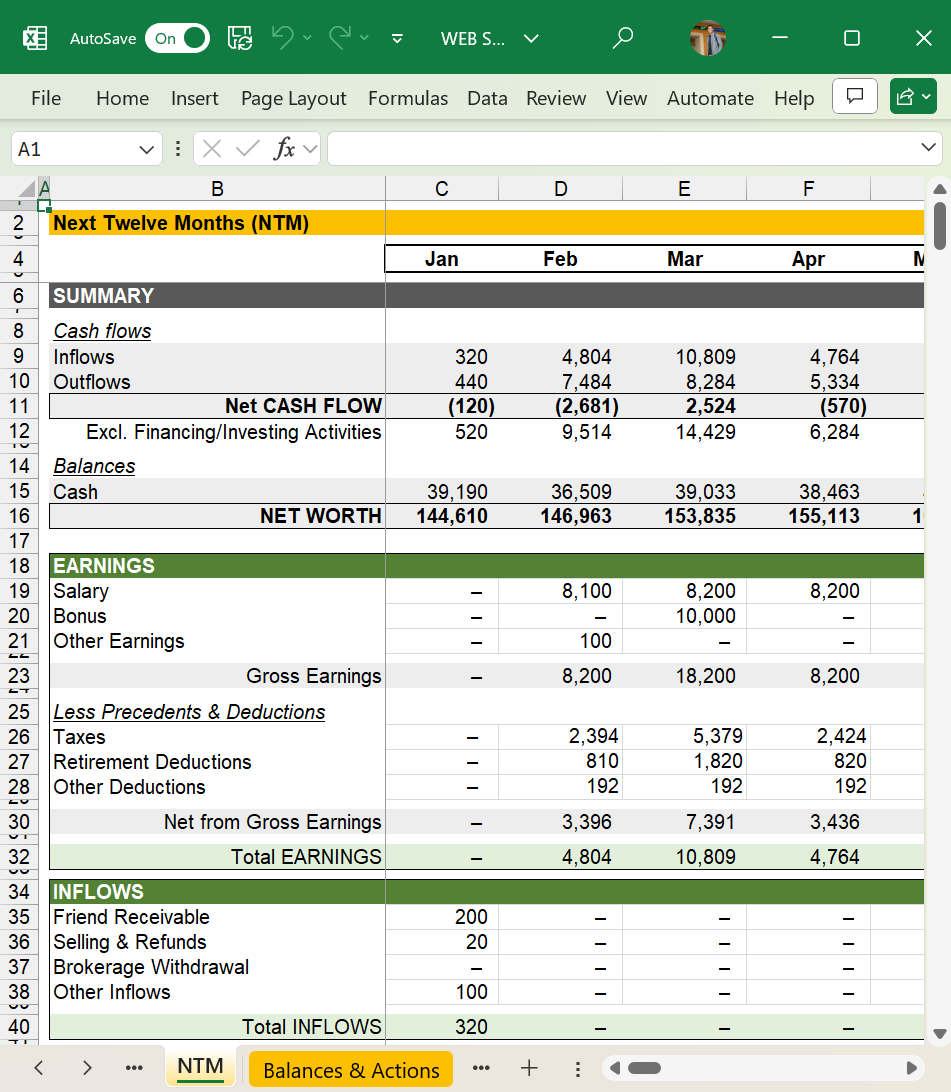 AutoSave On WEB S...
File Home Insert Page Layout Formulas Data Review View Automate Help
A1 fx
A B C D E F
2 Next Twelve Months (NTM)
4 Jan Feb Mar Apr
6 SUMMARY
8 Cash flows
9 Inflows 320 4,804 10,809 4,764
10 Outflows 440 7,484 8,284 5,334
11 Net CASH FLOW (120) (2,681) 2,524 (570)
12 Excl. Financing/Investing Activities 520 9,514 14,429 6,284
14 Balances
15 Cash 39,190 36,509 39,033 38,463
16 NET WORTH 144,610 146,963 153,835 155,113
17
18 EARNINGS
19 Salary – 8,100 8,200 8,200
20 Bonus – – 10,000 –
21 Other Earnings – 100 – –
23 Gross Earnings – 8,200 18,200 8,200
25 Less Precedents & Deductions
26 Taxes – 2,394 5,379 2,424
27 Retirement Deductions – 810 1,820 820
28 Other Deductions – 192 192 192
30 Net from Gross Earnings – 3,396 7,391 3,436
32 Total EARNINGS – 4,804 10,809 4,764
34 INFLOWS
35 Friend Receivable 200 – – –
36 Selling & Refunds 20 – – –
37 Brokerage Withdrawal – – – –
38 Other Inflows 100 – – –
40 Total INFLOWS 320 – – –
... NTM Balances & Actions ...